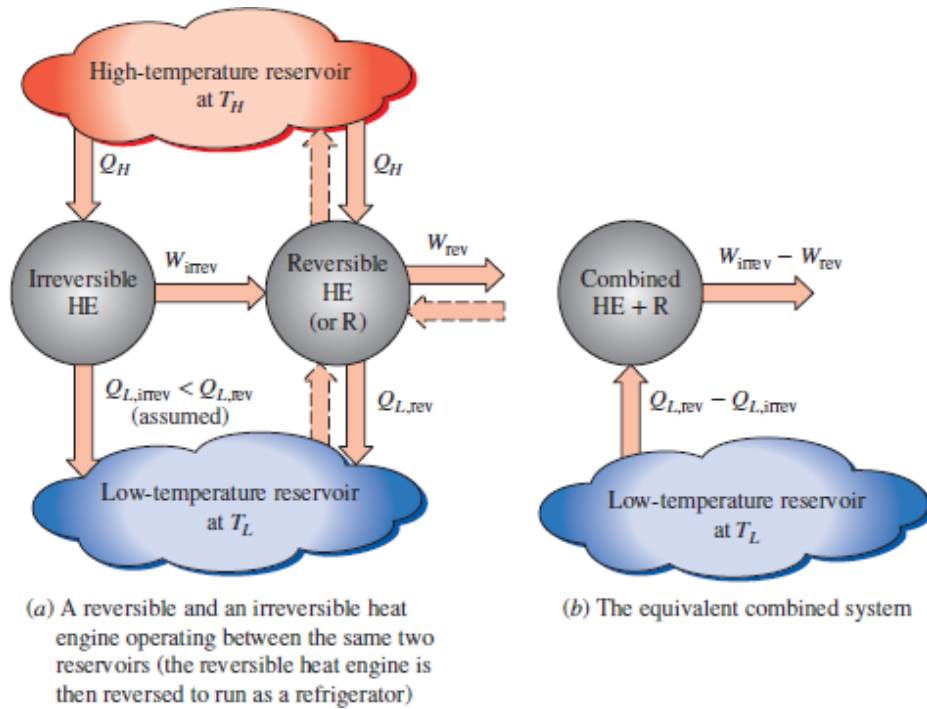 High-temperature reservoir
at T_H
Q_H
Q_H
Irreversible
HE
W_irrev
Reversible
HE
(or R)
W_rev
Combined
HE + R
W_irrev − W_rev
Q_L,irrev < Q_L,rev
(assumed)
Q_L,rev
Q_L,rev − Q_L,irrev
Low-temperature reservoir
at T_L
Low-temperature reservoir
at T_L
(a) A reversible and an irreversible heat
engine operating between the same two
reservoirs (the reversible heat engine is
then reversed to run as a refrigerator)
(b) The equivalent combined system